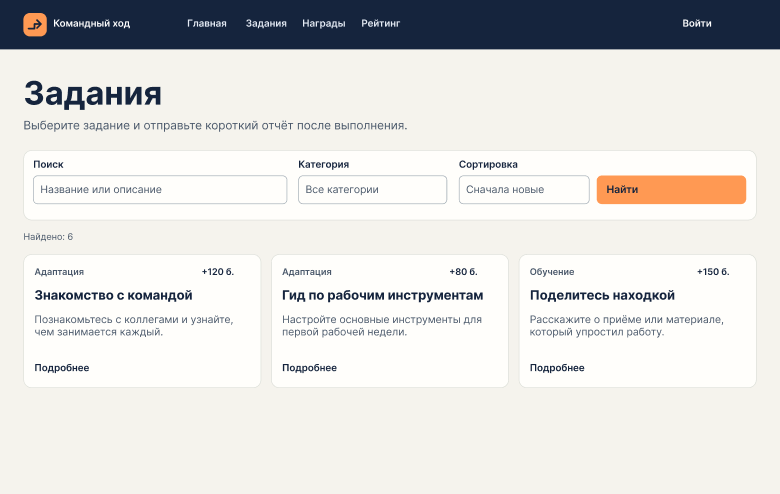 Командный ход
Главная
Задания
Награды
Рейтинг
Войти
Задания
Выберите задание и отправьте короткий отчёт после выполнения.
Поиск
Категория
Сортировка
Название или описание
Все категории
Сначала новые
Найти
Найдено: 6
Адаптация
+120 б.
Знакомство с командой
Познакомьтесь с коллегами и узнайте,
чем занимается каждый.
Подробнее
Адаптация
+80 б.
Гид по рабочим инструментам
Настройте основные инструменты для
первой рабочей недели.
Подробнее
Обучение
+150 б.
Поделитесь находкой
Расскажите о приёме или материале,
который упростил работу.
Подробнее